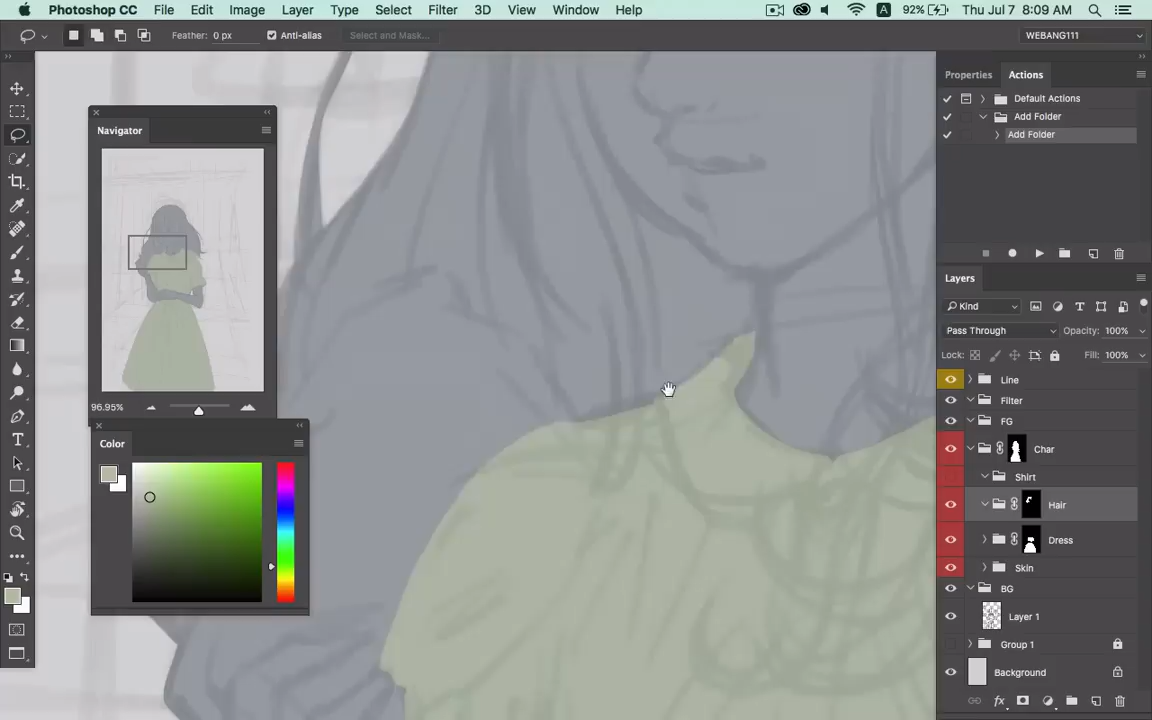 Photoshop CC File Edit Image Layer Type Select Filter 3D View Window Help A 92% Thu Jul 7 8:09 AM
Feather: 0 px Anti-alias Select and Mask... WEBANG111
Properties Actions
Default Actions
Add Folder
Add Folder
Navigator
96.95%
Color
Layers
Kind
Pass Through Opacity: 100%
Lock: Fill: 100%
Line
Filter
FG
Char
Shirt
Hair
Dress
Skin
BG
Layer 1
Group 1
Background